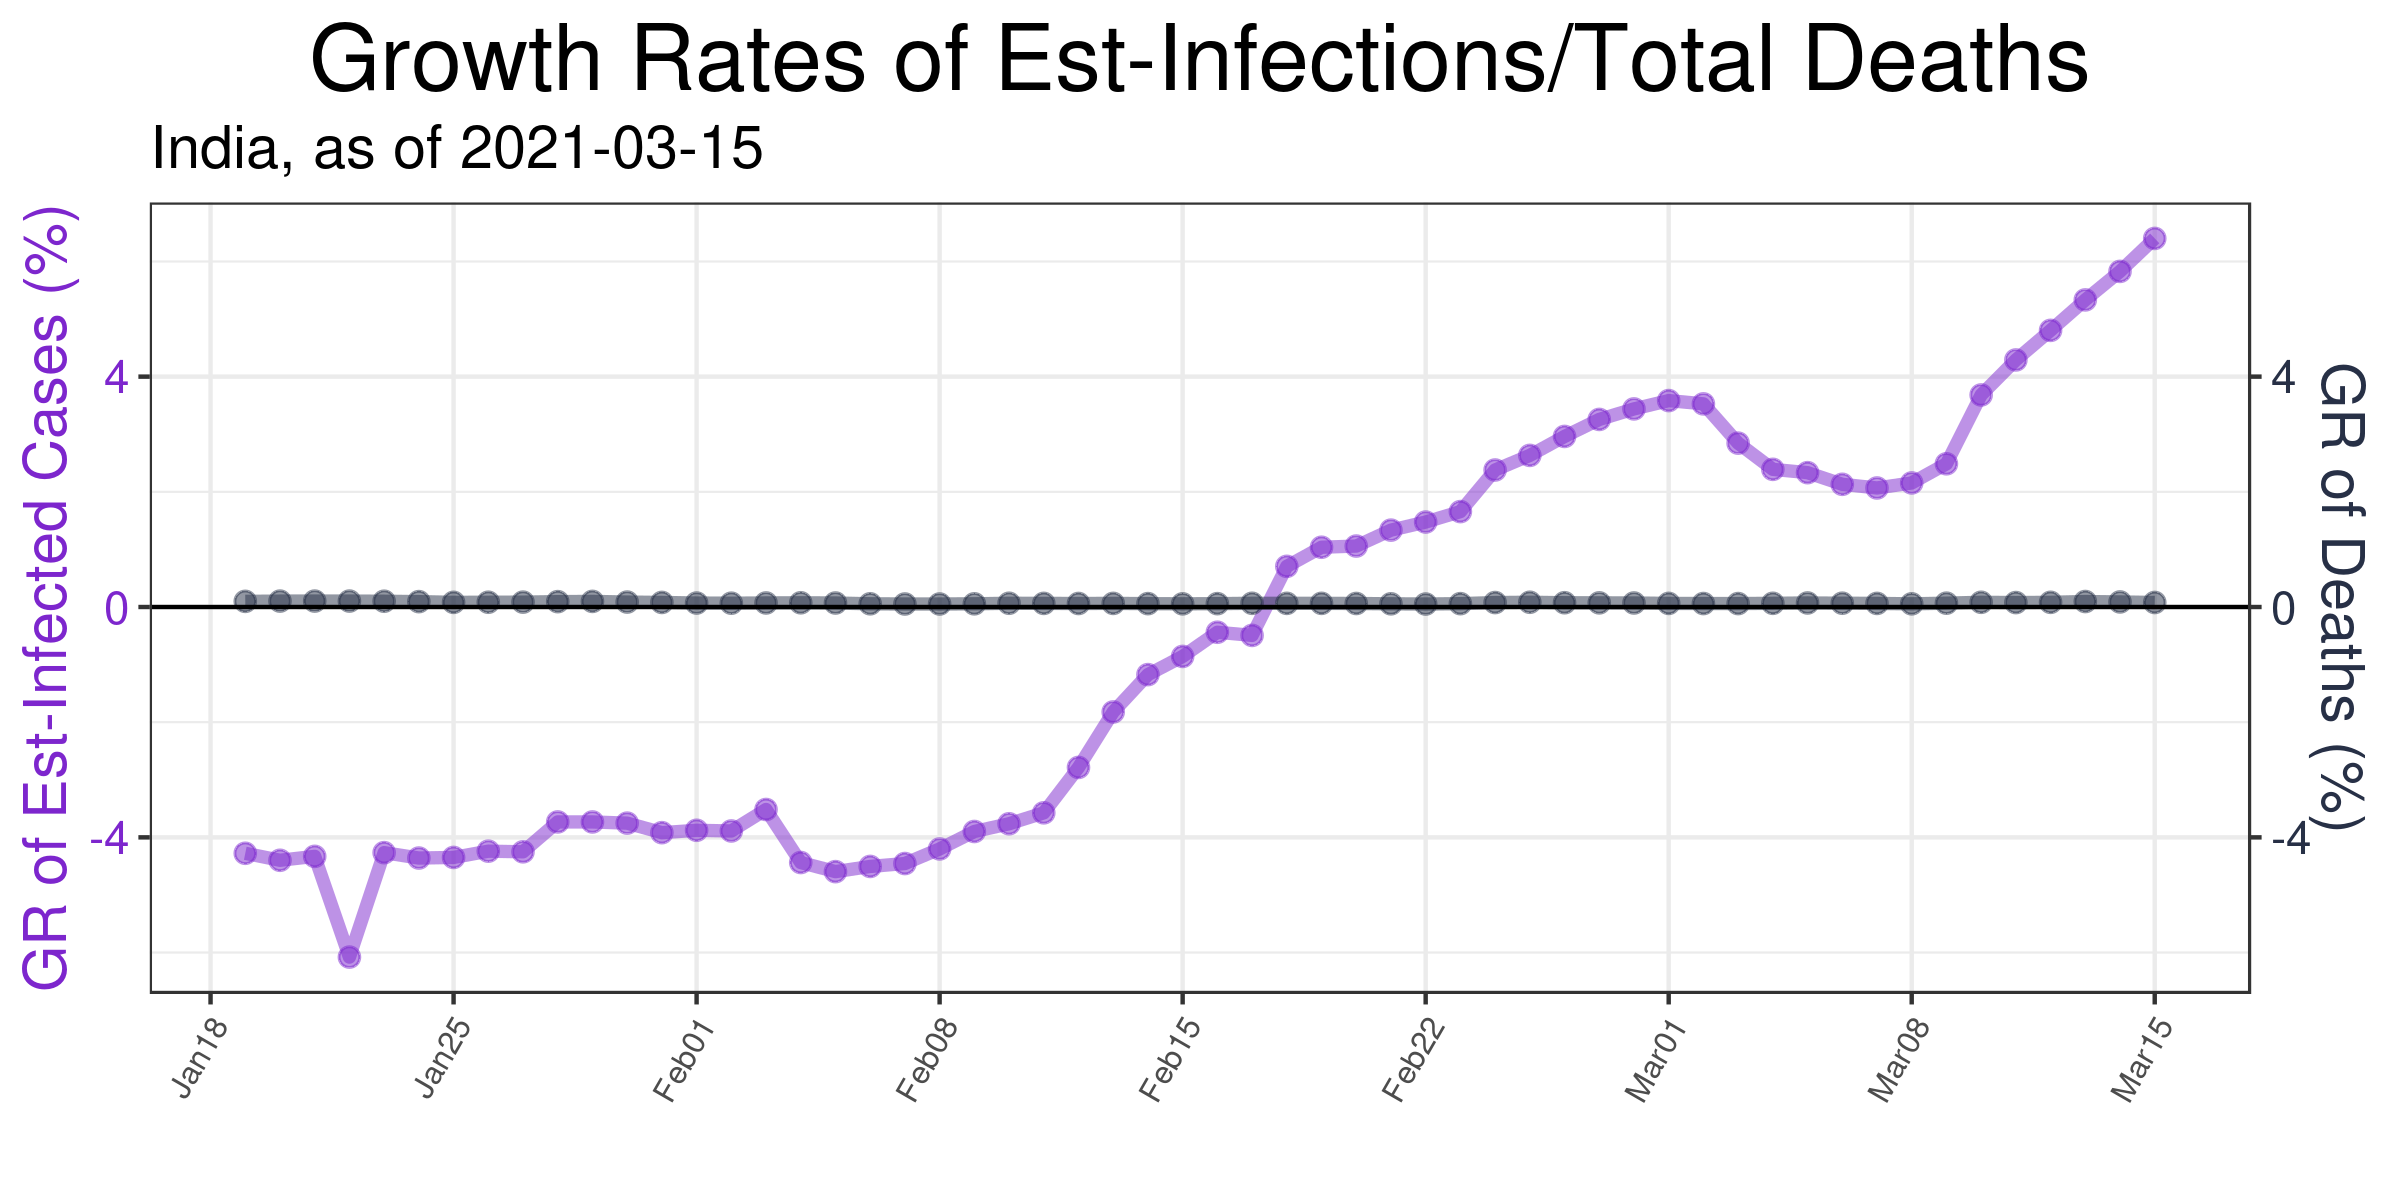 Growth Rates of Est-Infections/Total Deaths
India, as of 2021-03-15
GR of Est-Infected Cases (%)
4
0
-4
4
0
-4
GR of Deaths (%)
Jan18
Jan25
Feb01
Feb08
Feb15
Feb22
Mar01
Mar08
Mar15